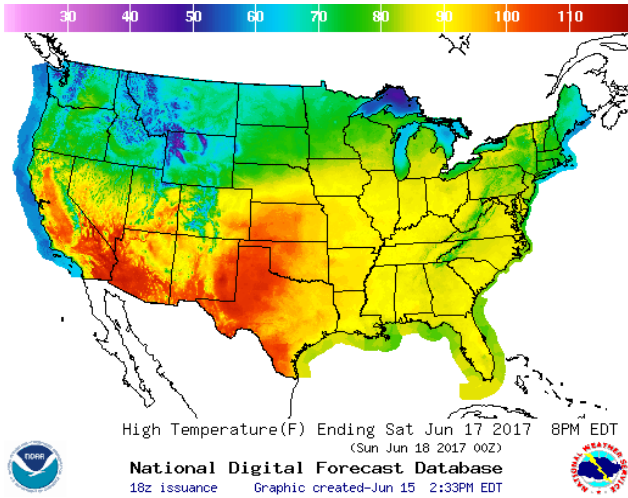 30 40 50 60 70 80 90 100 110
High Temperature(F) Ending Sat Jun 17 2017 8PM EDT
(Sun Jun 18 2017 00Z)
National Digital Forecast Database
18z issuance Graphic created-Jun 15 2:33PM EDT
NOAA
NATIONAL WEATHER SERVICE